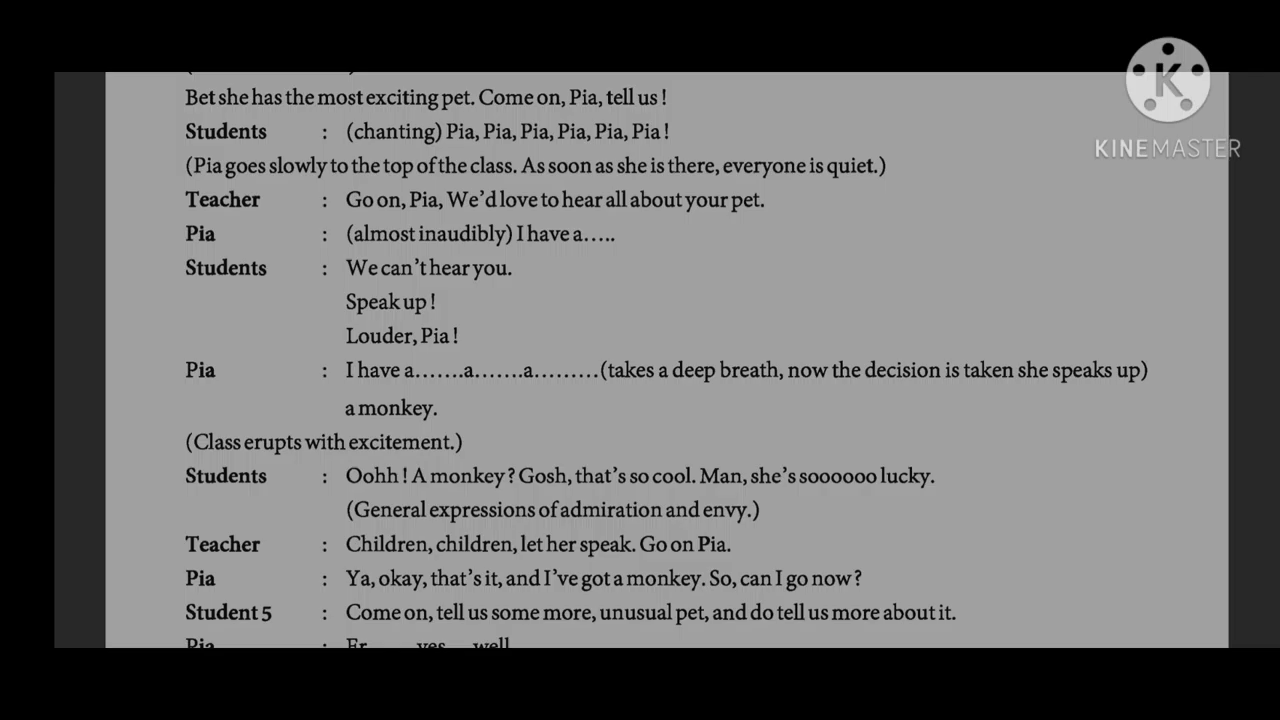 Bet she has the most exciting pet. Come on, Pia, tell us !
Students : (chanting) Pia, Pia, Pia, Pia, Pia, Pia !
(Pia goes slowly to the top of the class. As soon as she is there, everyone is quiet.)
Teacher : Go on, Pia, We'd love to hear all about your pet.
Pia : (almost inaudibly) I have a…..
Students : We can't hear you.
Speak up !
Louder, Pia !
Pia : I have a…….a…….a………(takes a deep breath, now the decision is taken she speaks up)
a monkey.
(Class erupts with excitement.)
Students : Oohh ! A monkey ? Gosh, that's so cool. Man, she's soooooo lucky.
(General expressions of admiration and envy.)
Teacher : Children, children, let her speak. Go on Pia.
Pia : Ya, okay, that's it, and I've got a monkey. So, can I go now ?
Student 5 : Come on, tell us some more, unusual pet, and do tell us more about it.
Pia : Er yes well
K
KINEMASTER